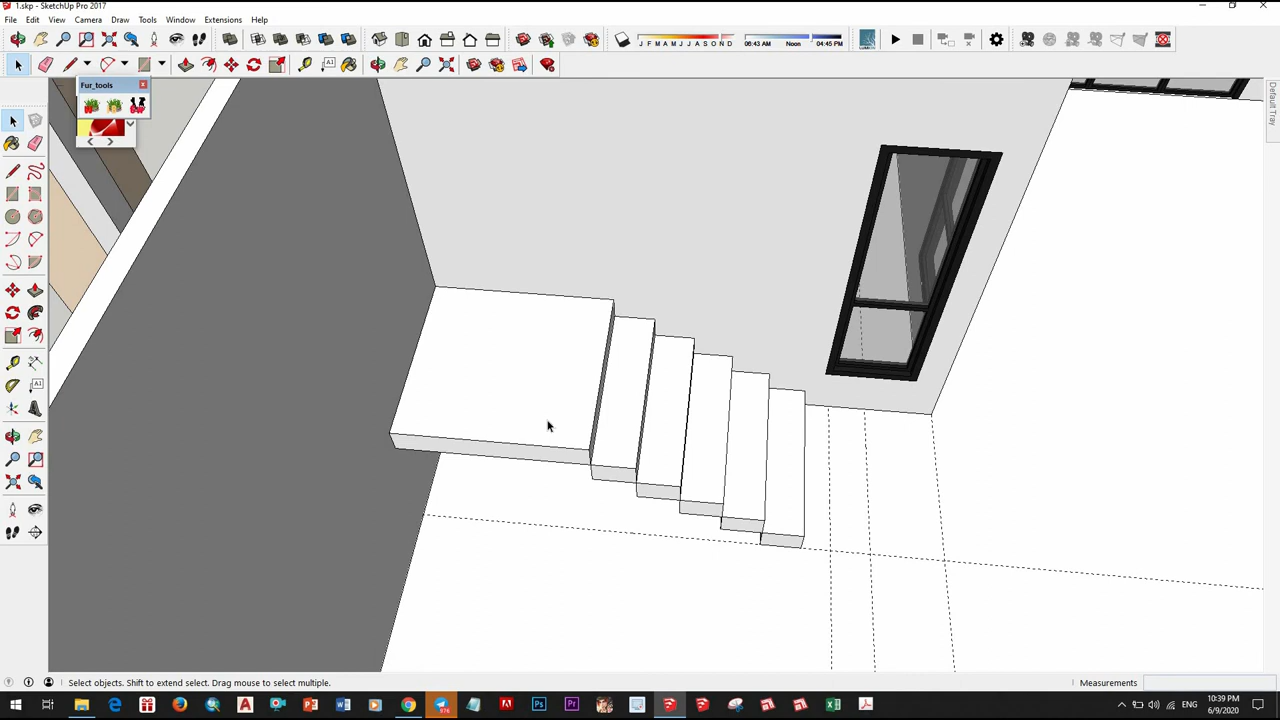 1.skp - SketchUp Pro 2017
File Edit View Camera Draw Tools Window Extensions Help
J F M A M J J A S O N D
06:43 AM Noon 04:45 PM
Fur_tools
Default Tray
Select objects. Shift to extend select. Drag mouse to select multiple.
Measurements
ENG
10:39 PM
6/9/2020